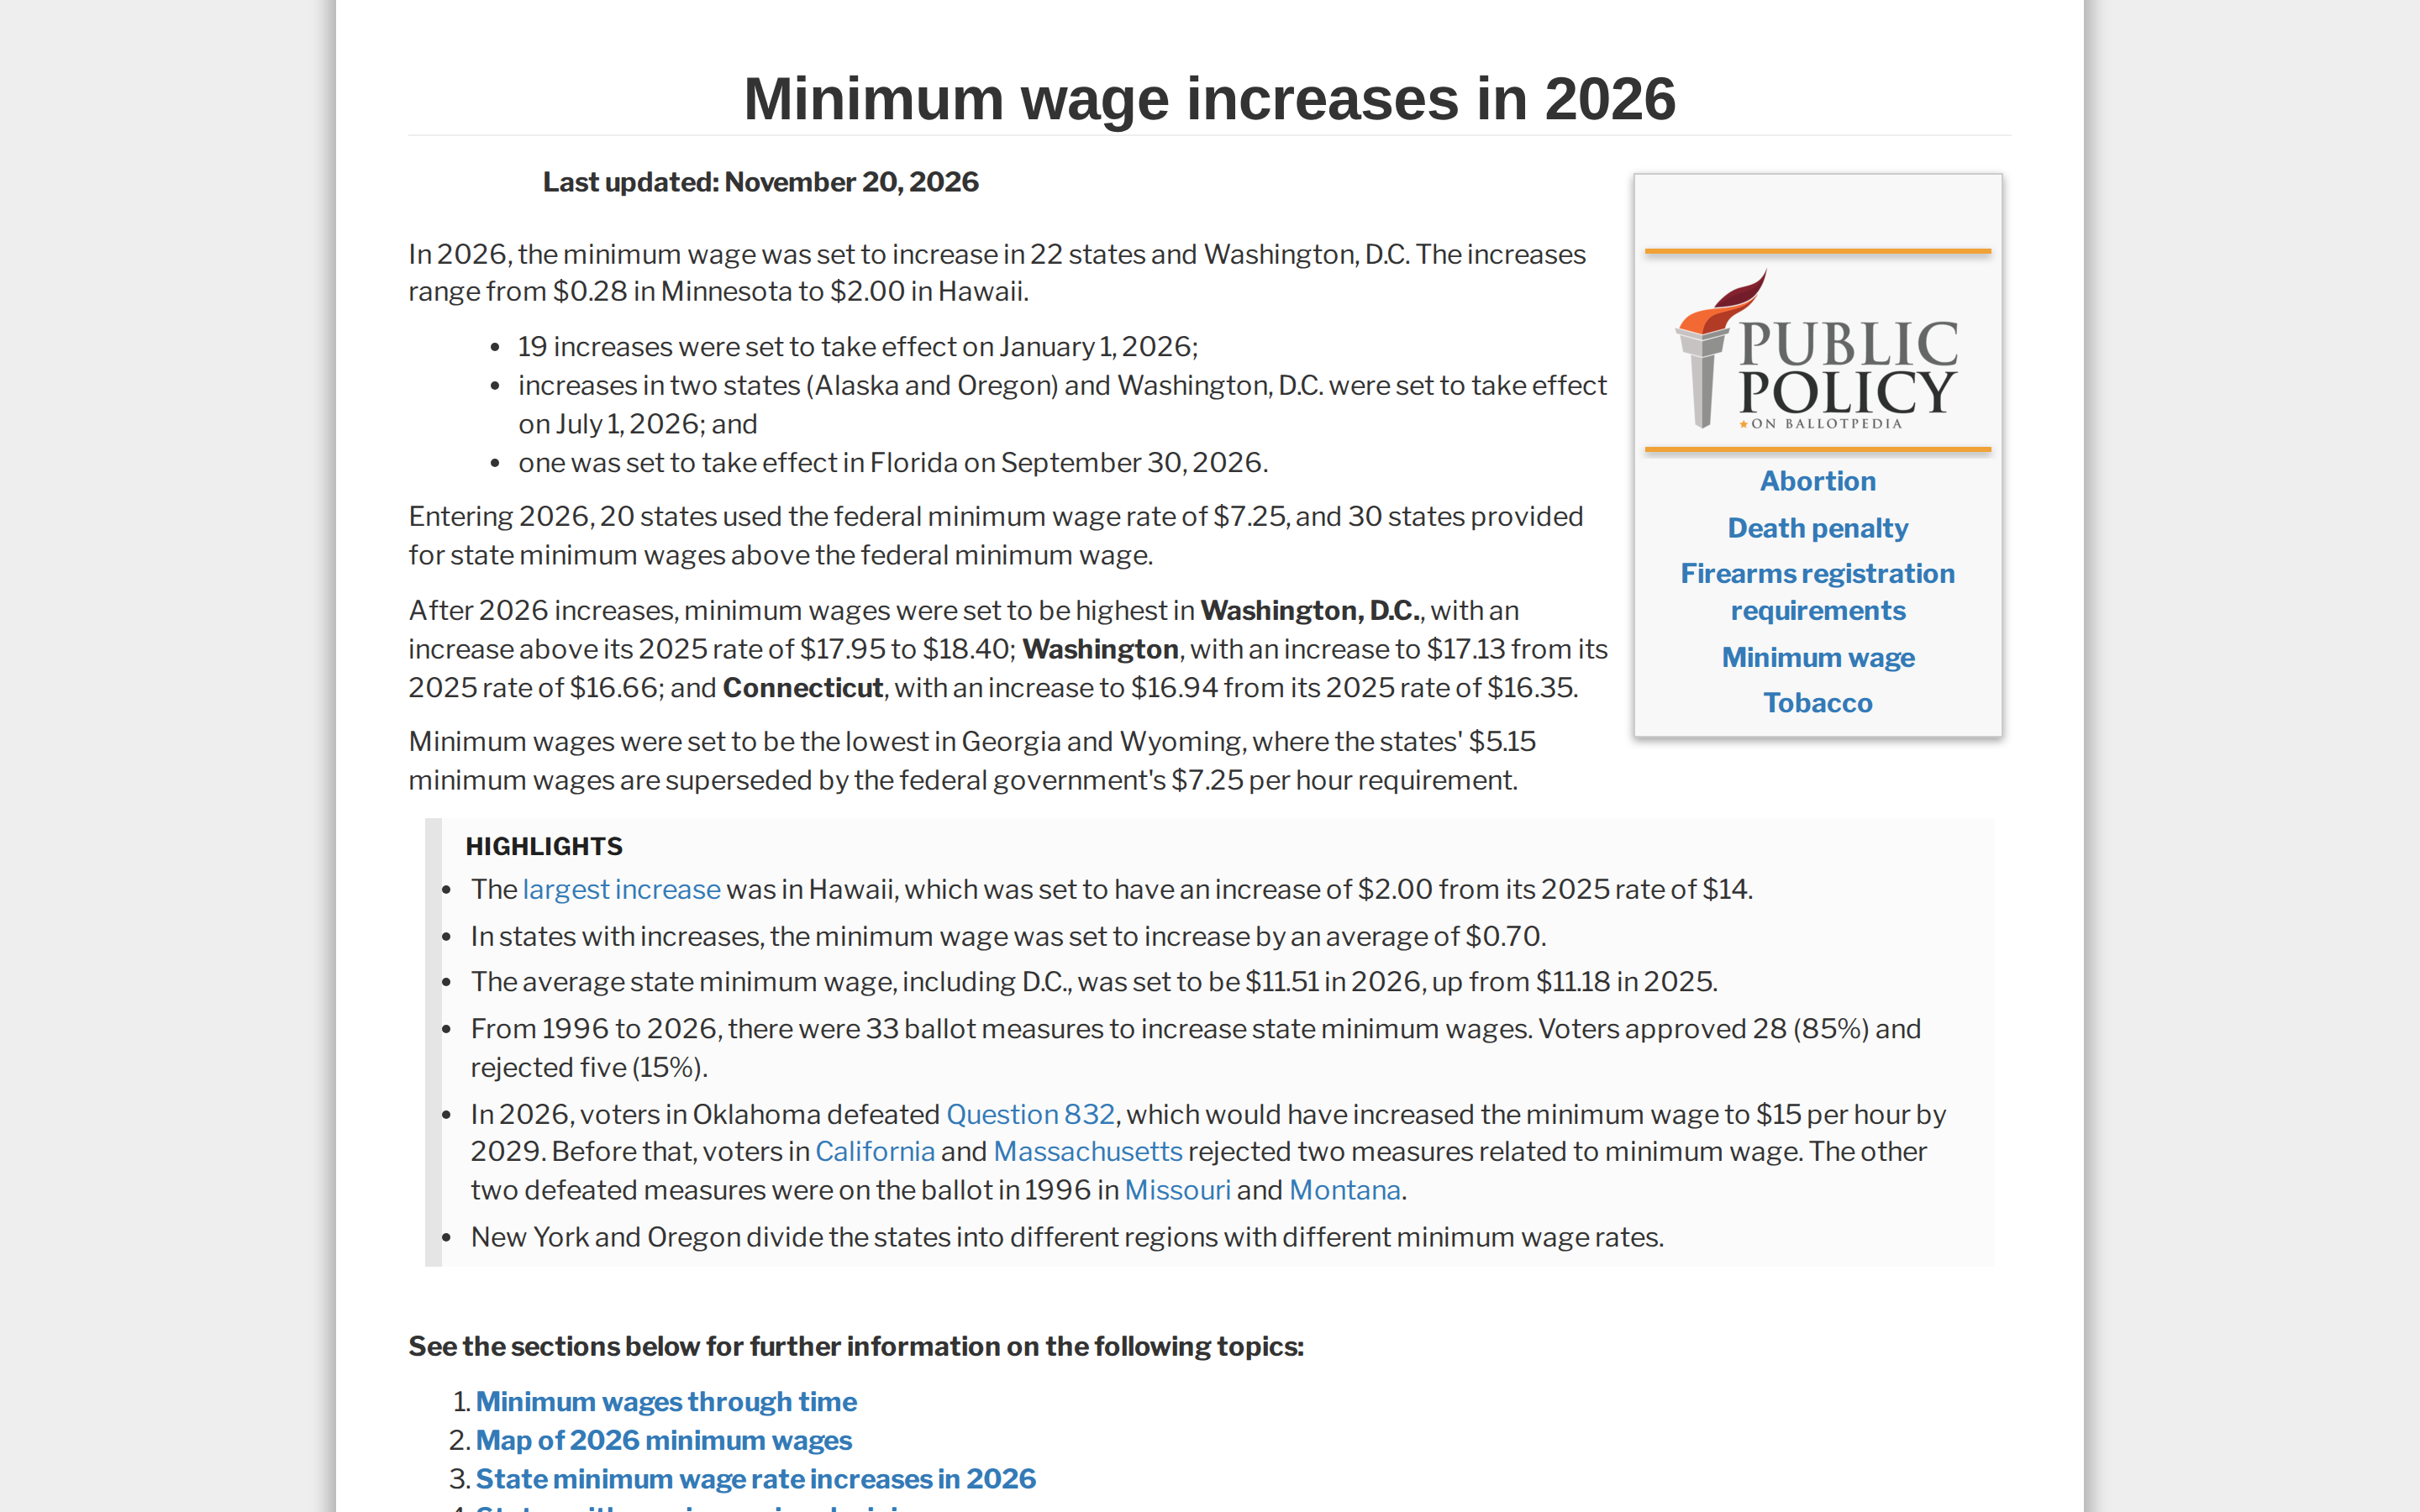 Minimum wage increases in 2026
Last updated: November 20, 2026
In 2026, the minimum wage was set to increase in 22 states and Washington, D.C. The increases
range from $0.28 in Minnesota to $2.00 in Hawaii.
• 19 increases were set to take effect on January 1, 2026;
• increases in two states (Alaska and Oregon) and Washington, D.C. were set to take effect
on July 1, 2026; and
• one was set to take effect in Florida on September 30, 2026.
Entering 2026, 20 states used the federal minimum wage rate of $7.25, and 30 states provided
for state minimum wages above the federal minimum wage.
After 2026 increases, minimum wages were set to be highest in Washington, D.C., with an
increase above its 2025 rate of $17.95 to $18.40; Washington, with an increase to $17.13 from its
2025 rate of $16.66; and Connecticut, with an increase to $16.94 from its 2025 rate of $16.35.
Minimum wages were set to be the lowest in Georgia and Wyoming, where the states' $5.15
minimum wages are superseded by the federal government's $7.25 per hour requirement.
PUBLIC
POLICY
ON BALLOTPEDIA
Abortion
Death penalty
Firearms registration
requirements
Minimum wage
Tobacco
HIGHLIGHTS
• The largest increase was in Hawaii, which was set to have an increase of $2.00 from its 2025 rate of $14.
• In states with increases, the minimum wage was set to increase by an average of $0.70.
• The average state minimum wage, including D.C., was set to be $11.51 in 2026, up from $11.18 in 2025.
• From 1996 to 2026, there were 33 ballot measures to increase state minimum wages. Voters approved 28 (85%) and
rejected five (15%).
• In 2026, voters in Oklahoma defeated Question 832, which would have increased the minimum wage to $15 per hour by
2029. Before that, voters in California and Massachusetts rejected two measures related to minimum wage. The other
two defeated measures were on the ballot in 1996 in Missouri and Montana.
• New York and Oregon divide the states into different regions with different minimum wage rates.
See the sections below for further information on the following topics:
1. Minimum wages through time
2. Map of 2026 minimum wages
3. State minimum wage rate increases in 2026